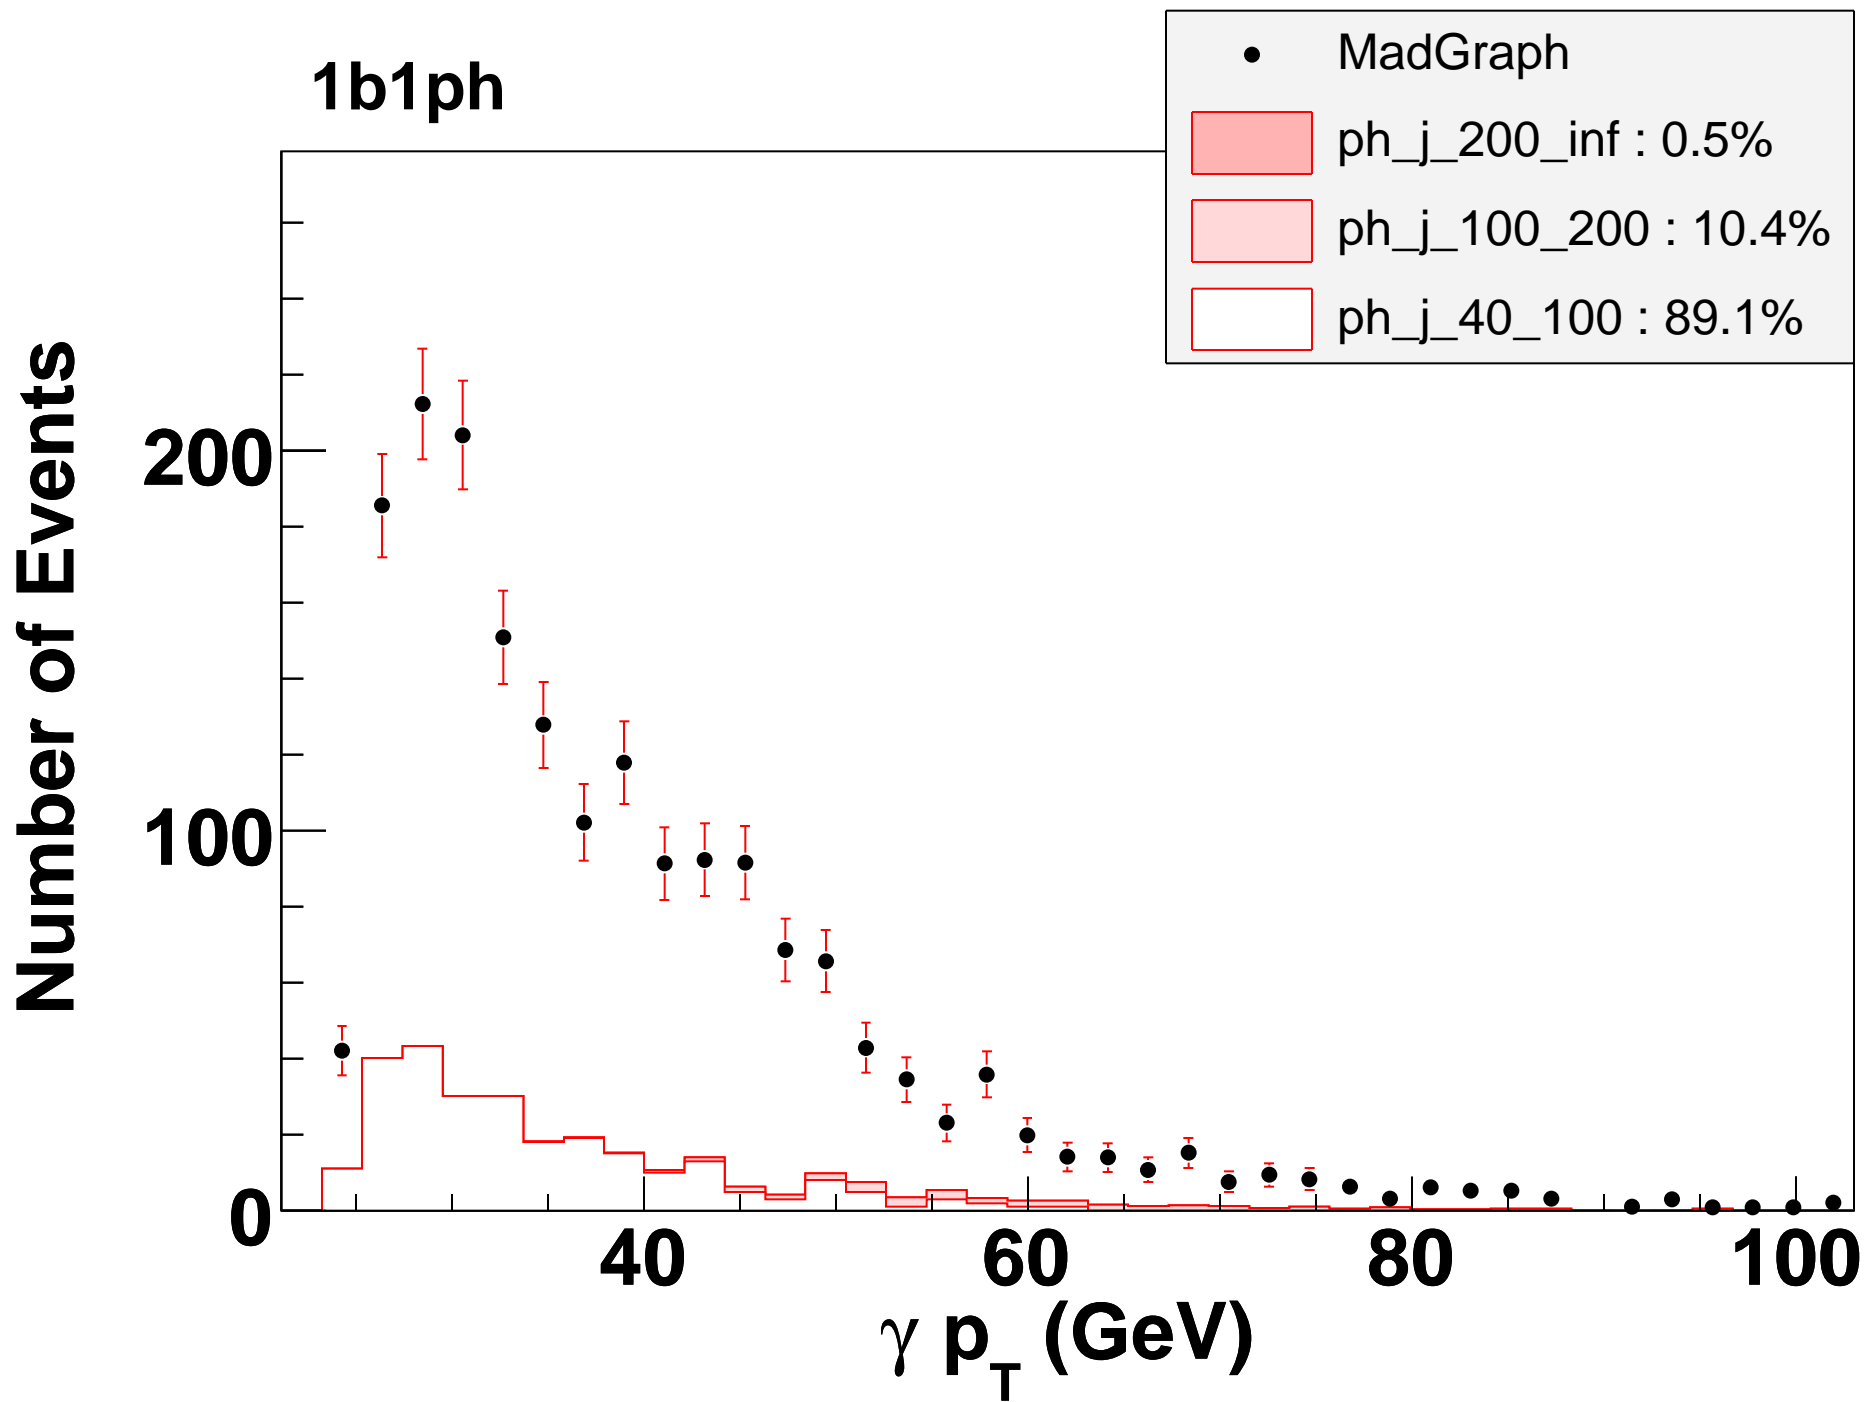 1b1ph
MadGraph
ph_j_200_inf : 0.5%
ph_j_100_200 : 10.4%
ph_j_40_100 : 89.1%
Number of Events
200
100
0
40 60 80 100
γ p_T (GeV)